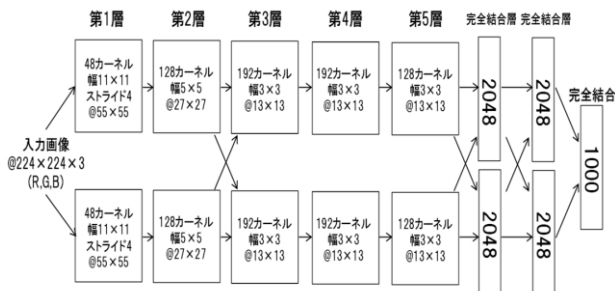 第1層
第2層
第3層
第4層
第5層
完全結合層
完全結合層
48カーネル
幅11×11
ストライド4
@55×55
128カーネル
幅5×5
@27×27
192カーネル
幅3×3
@13×13
192カーネル
幅3×3
@13×13
128カーネル
幅3×3
@13×13
2048
2048
完全結合
1000
入力画像
@224×224×3
(R,G,B)
48カーネル
幅11×11
ストライド4
@55×55
128カーネル
幅5×5
@27×27
192カーネル
幅3×3
@13×13
192カーネル
幅3×3
@13×13
128カーネル
幅3×3
@13×13
2048
2048